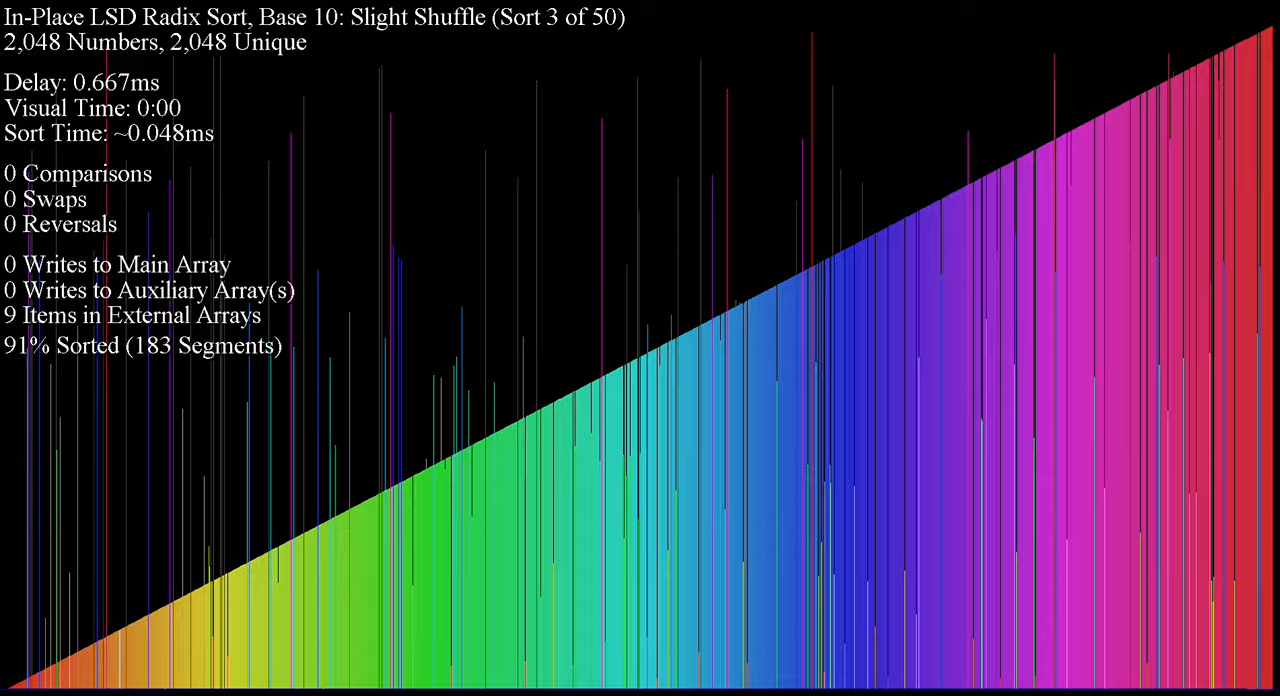 In-Place LSD Radix Sort, Base 10: Slight Shuffle (Sort 3 of 50)
2,048 Numbers, 2,048 Unique
Delay: 0.667ms
Visual Time: 0:00
Sort Time: ~0.048ms
0 Comparisons
0 Swaps
0 Reversals
0 Writes to Main Array
0 Writes to Auxiliary Array(s)
9 Items in External Arrays
91% Sorted (183 Segments)